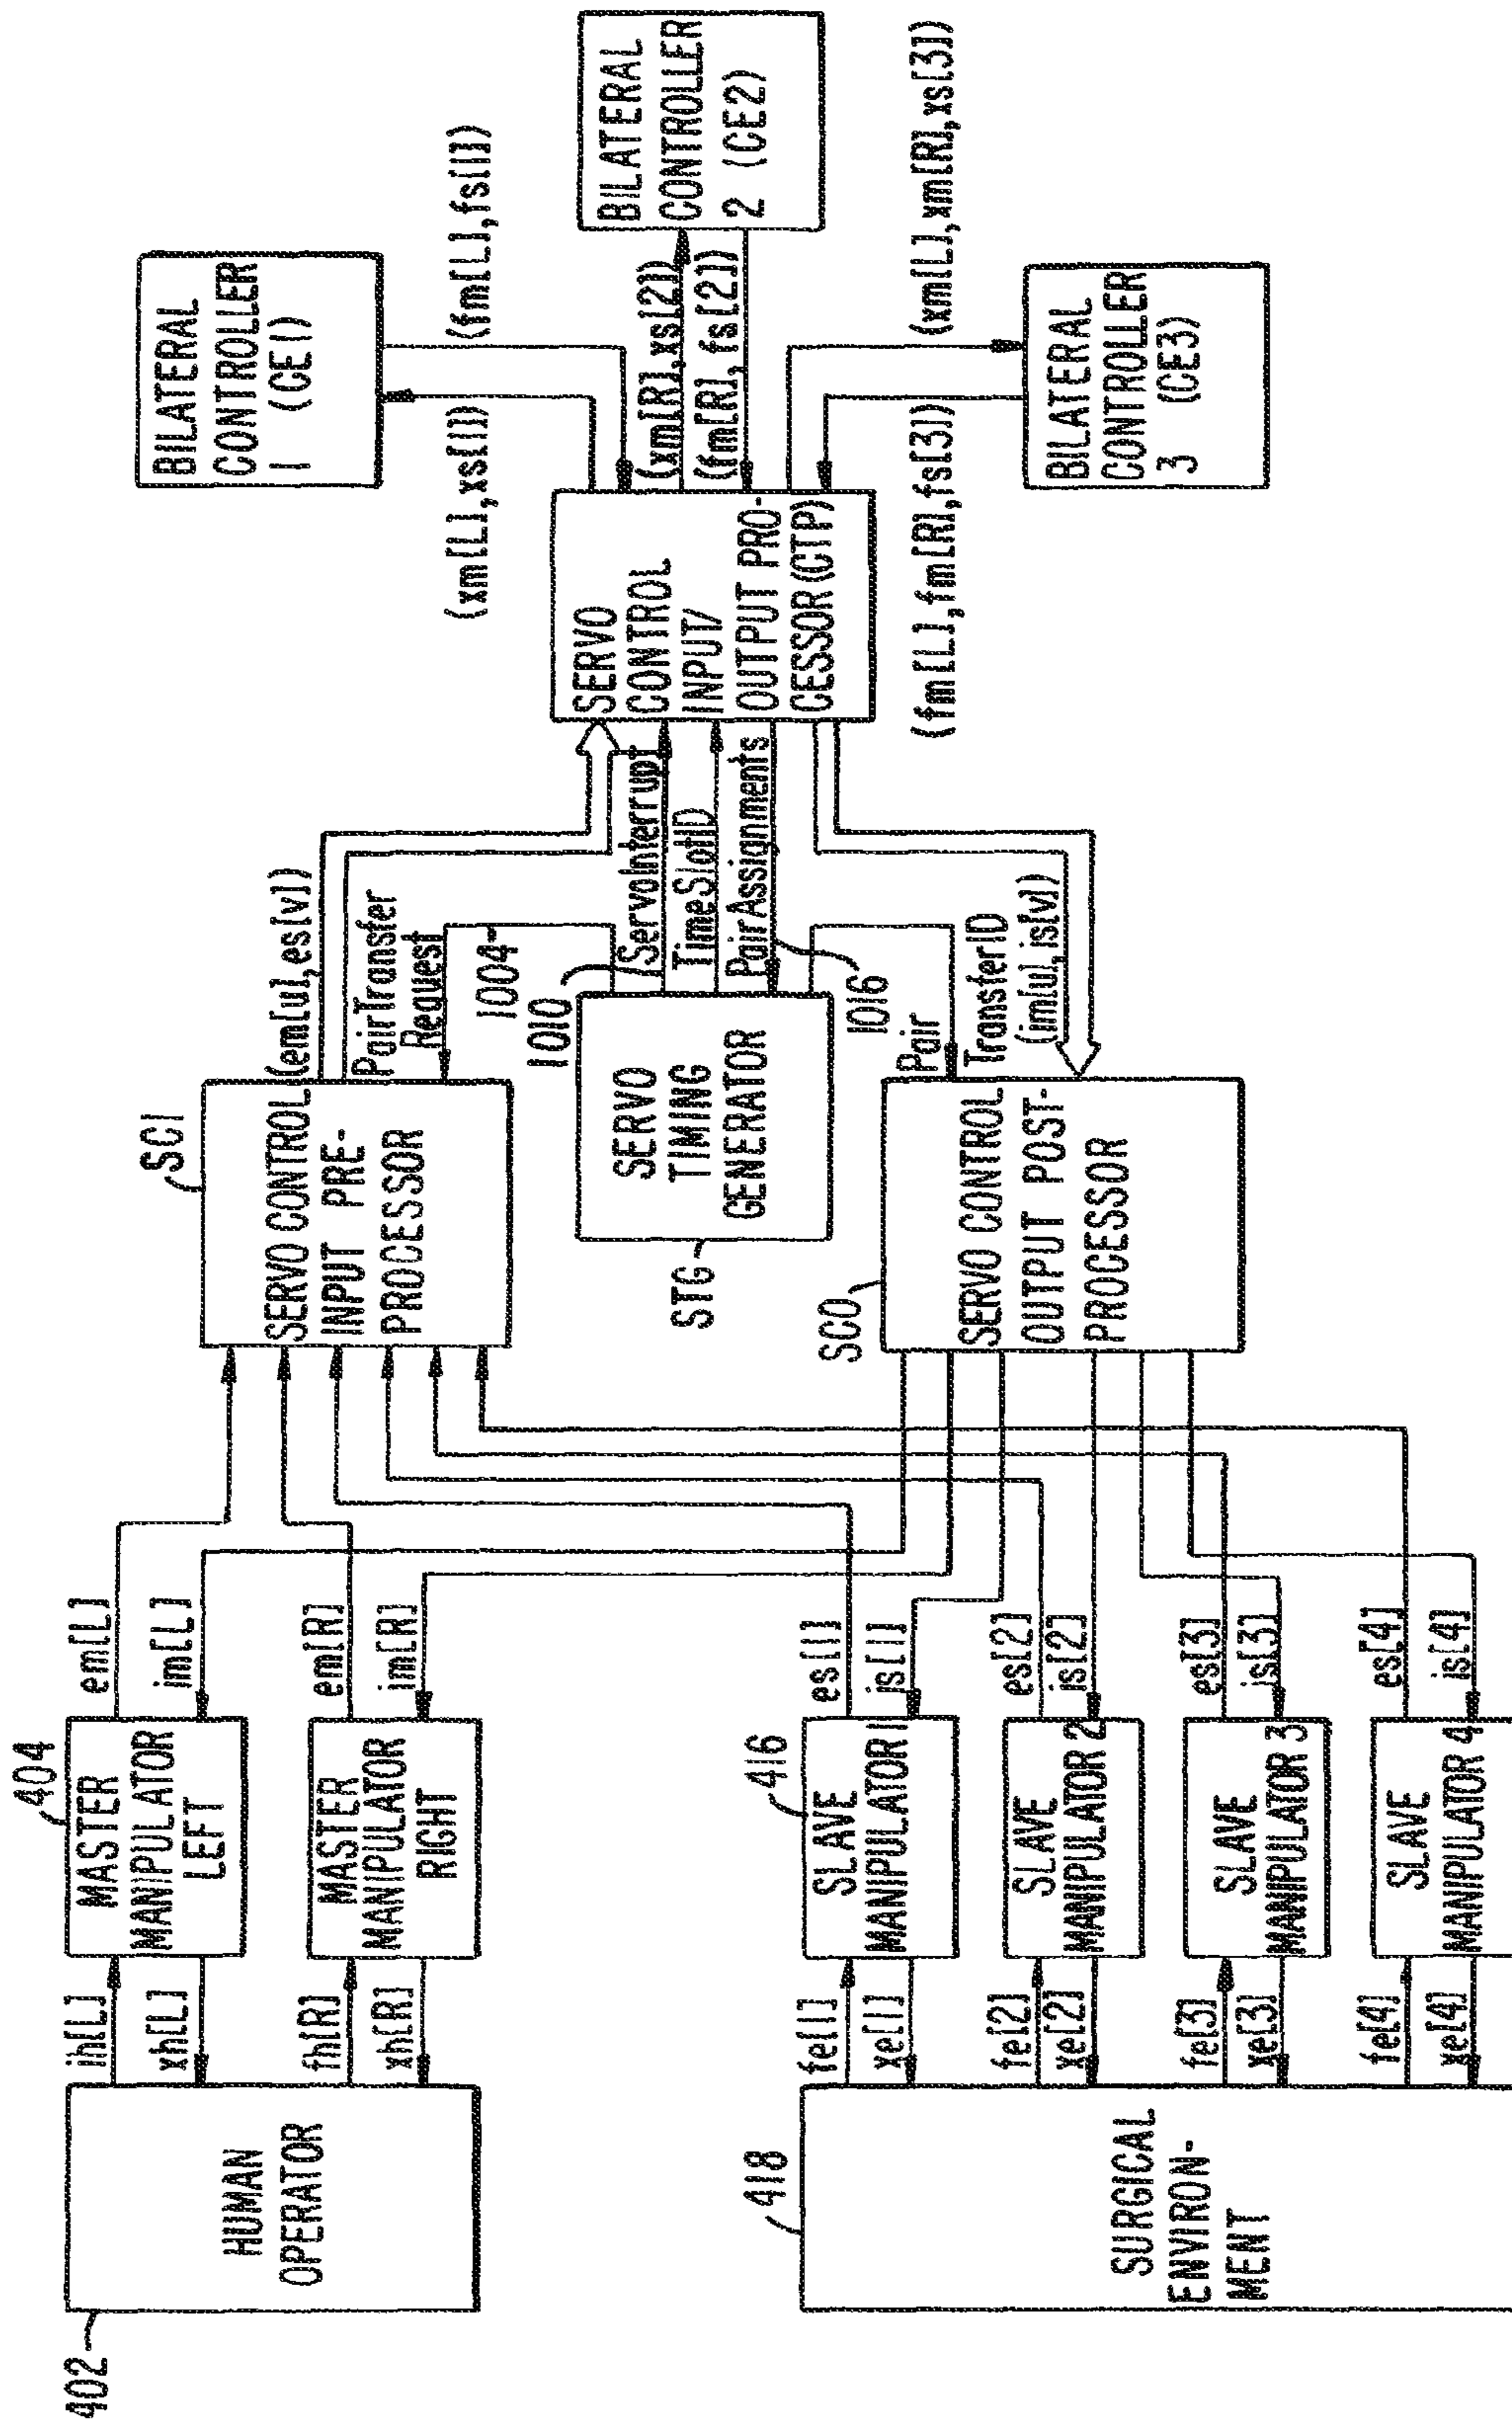 402
HUMAN
OPERATOR
418
SURGICAL
ENVIRON-
MENT
ih[L]
xh[L]
fh[R]
xh[R]
fe[1]
xe[1]
fe[2]
xe[2]
fe[3]
xe[3]
fe[4]
xe[4]
404
MASTER
MANIPULATOR
LEFT
MASTER
MANIPULATOR
RIGHT
416
SLAVE
MANIPULATOR 1
SLAVE
MANIPULATOR 2
SLAVE
MANIPULATOR 3
SLAVE
MANIPULATOR 4
em[L]
im[L]
em[R]
im[R]
es[1]
is[1]
es[2]
is[2]
es[3]
is[3]
es[4]
is[4]
SCI
SERVO CONTROL
INPUT PRE-
PROCESSOR
STG
SERVO
TIMING
GENERATOR
SCO
SERVO CONTROL
OUTPUT POST-
PROCESSOR
(em[u],es[v])
PairTransfer
Request
1004
1010
ServoInterrupt
TimeSlotID
PairAssignments
1016
Pair
TransferID
(im[u],is[v])
SERVO
CONTROL
INPUT/
OUTPUT PRO-
CESSOR(CTP)
(xm[L],xs[1])
(fm[L],fs[1])
(xm[R],xs[2])
(fm[R],fs[2])
(fm[L],fm[R],fs[3])
(xm[L],xm[R],xs[3])
BILATERAL
CONTROLLER
1 (CE1)
BILATERAL
CONTROLLER
2 (CE2)
BILATERAL
CONTROLLER
3 (CE3)